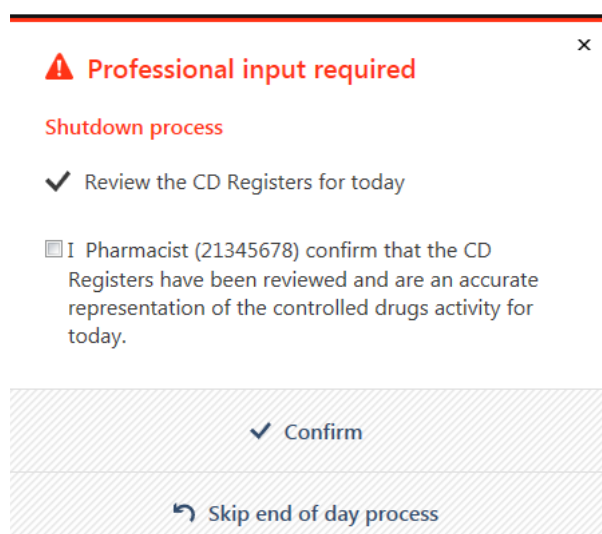 Professional input required
Shutdown process
Review the CD Registers for today
I Pharmacist (21345678) confirm that the CD
Registers have been reviewed and are an accurate
representation of the controlled drugs activity for
today.
Confirm
Skip end of day process